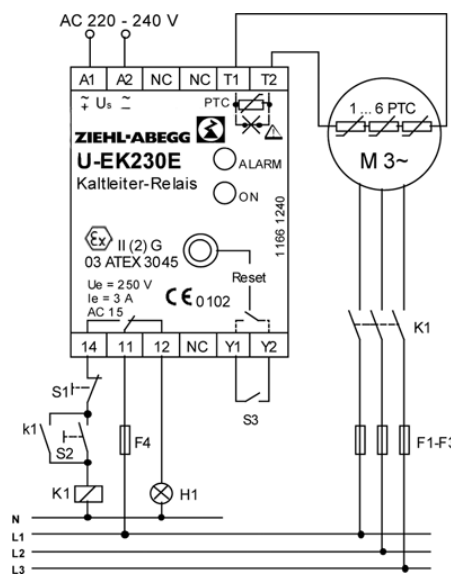 AC 220 - 240 V
A1 A2 NC NC T1 T2
~ + Us ~ -
PTC
1 ... 6 PTC
ZIEHL-ABEGG
U-EK230E
ALARM
M 3~
Kaltleiter-Relais
ON
1166 1240
Ex II (2) G
03 ATEX 3045
Reset
Ue = 250 V
Ie = 3 A
CE 0102
AC 15
K1
14 11 12 NC Y1 Y2
S1
S3
k1
S2
F4
F1-F3
K1
H1
N
L1
L2
L3